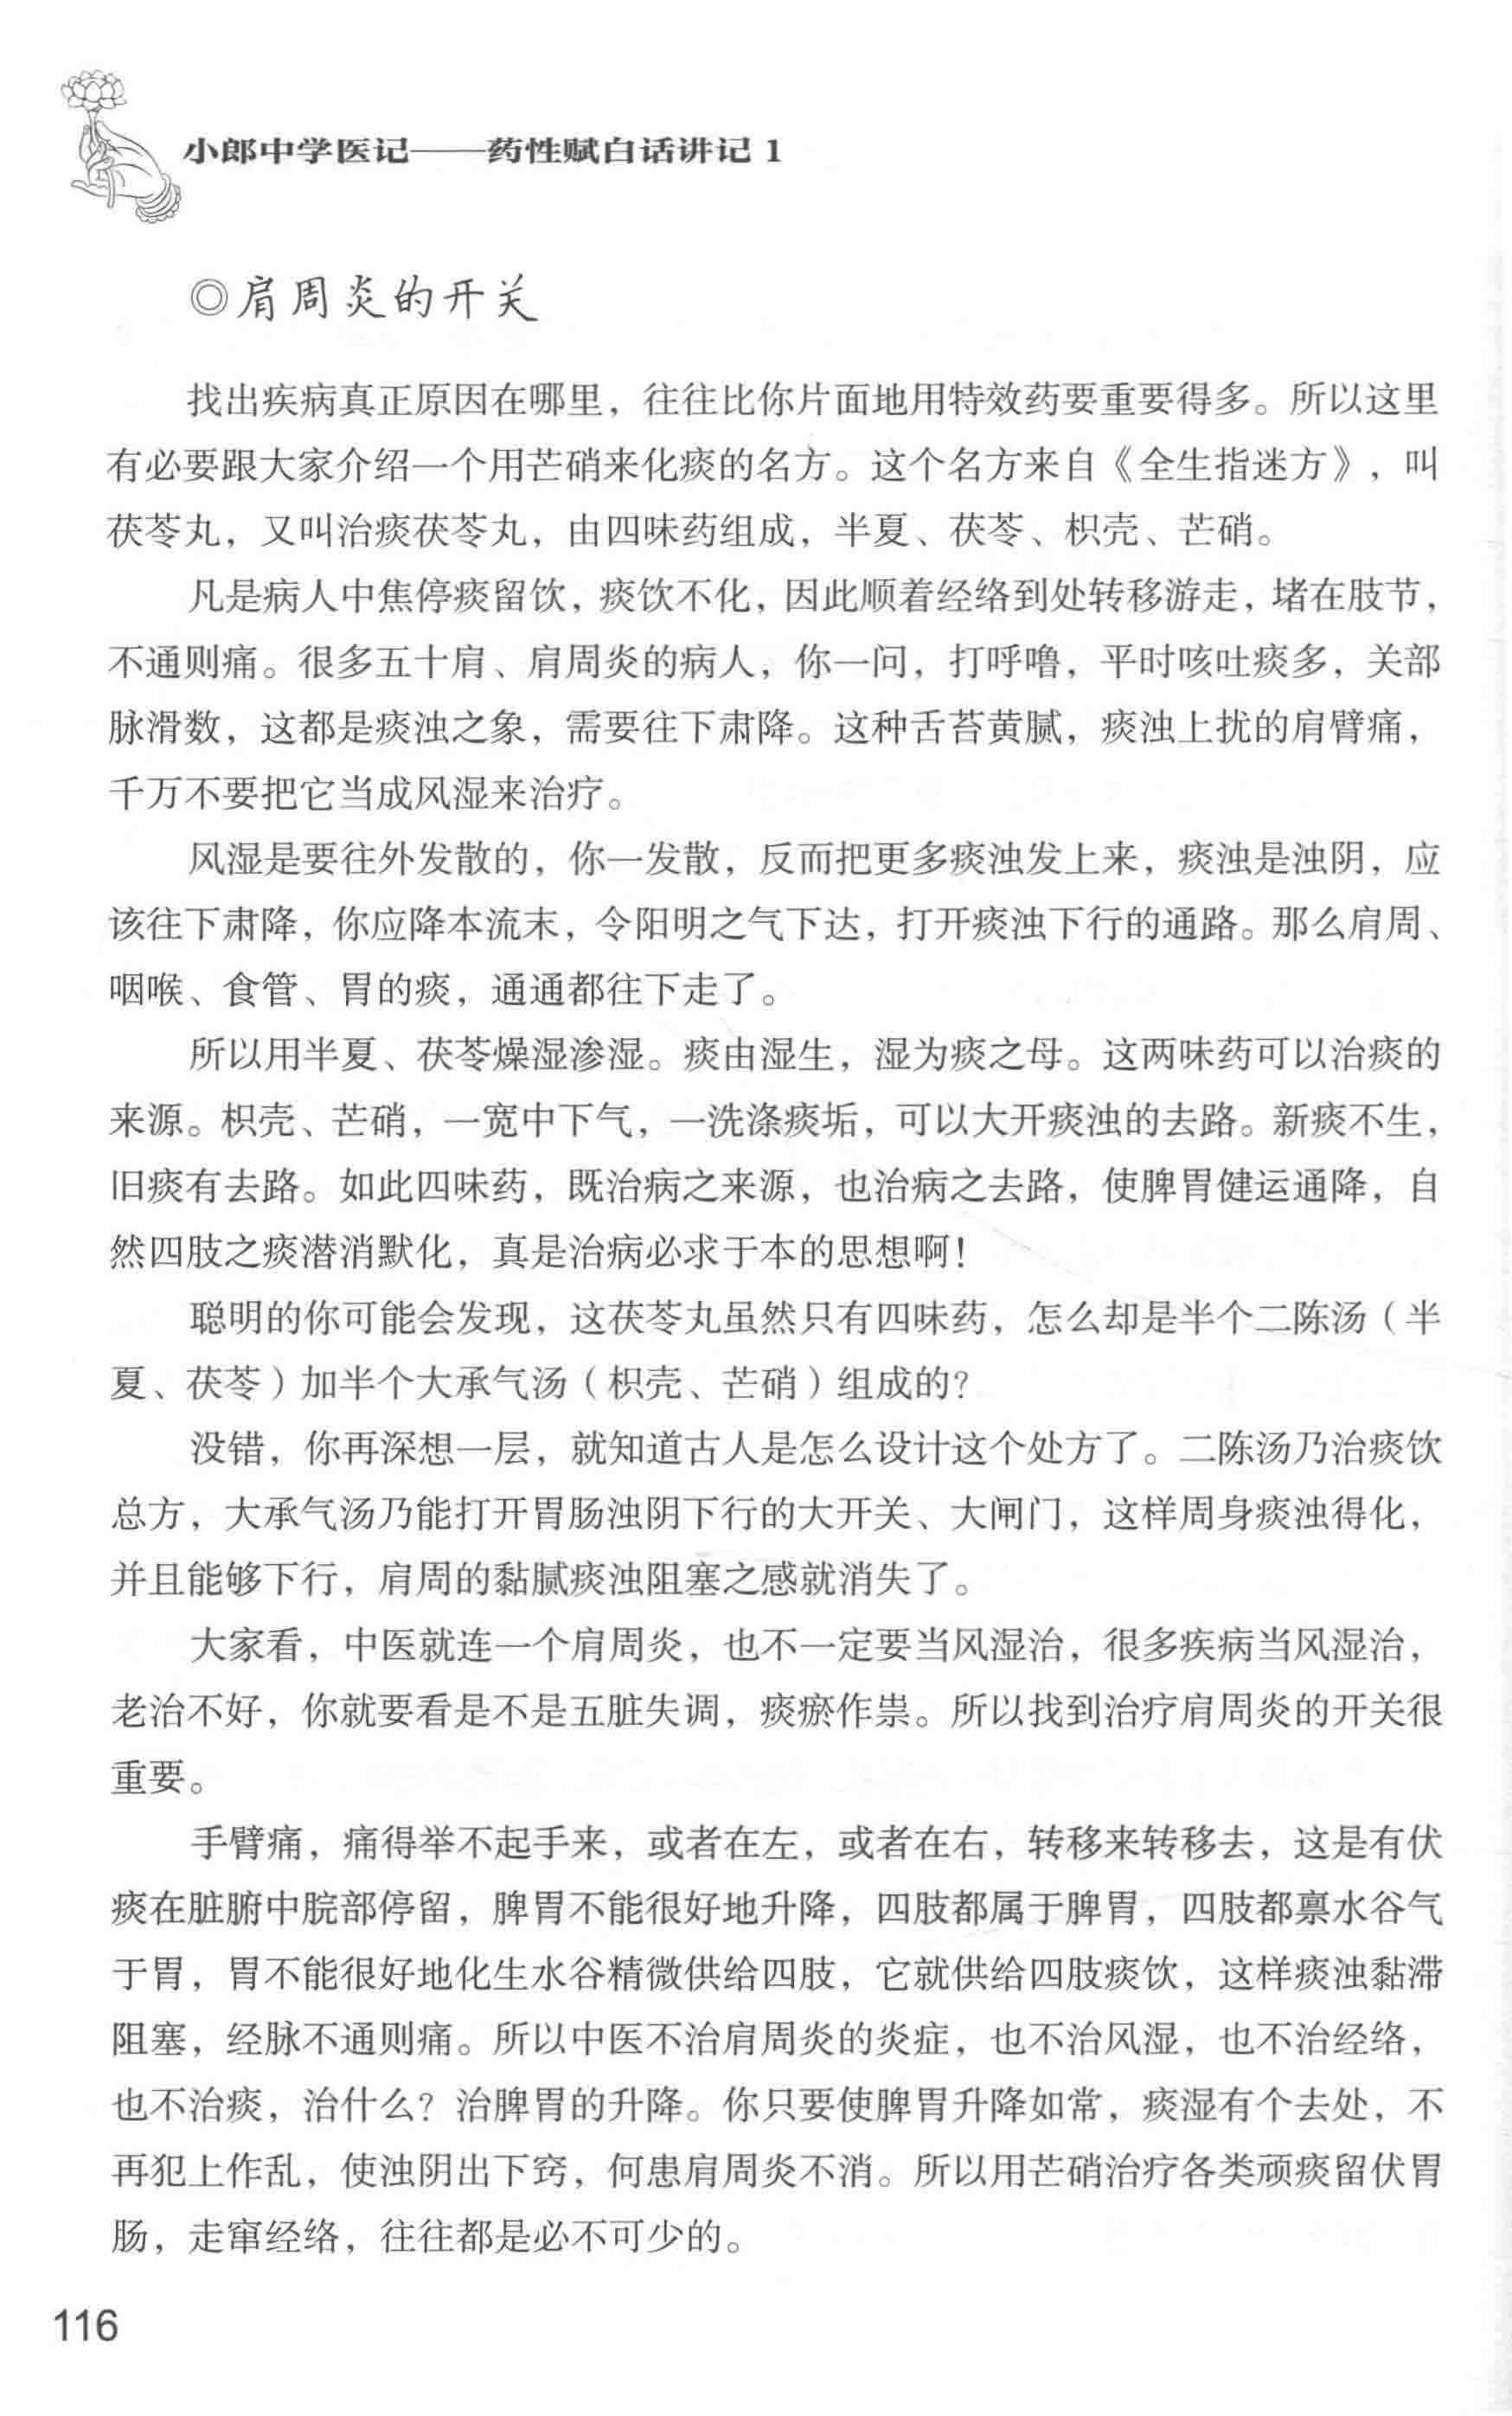 小郎中学医记——药性赋白话讲记 1
◎肩周炎的开关
找出疾病真正原因在哪里，往往比你片面地用特效药要重要得多。所以这里
有必要跟大家介绍一个用芒硝来化痰的名方。这个名方来自《全生指迷方》，叫
茯苓丸，又叫治痰茯苓丸，由四味药组成，半夏、茯苓、枳壳、芒硝。
凡是病人中焦停痰留饮，痰饮不化，因此顺着经络到处转移游走，堵在肢节，
不通则痛。很多五十肩、肩周炎的病人，你一问，打呼噜，平时咳吐痰多，关部
脉滑数，这都是痰浊之象，需要往下肃降。这种舌苔黄腻，痰浊上扰的肩臂痛，
千万不要把它当成风湿来治疗。
风湿是要往外发散的，你一发散，反而把更多痰浊发上来，痰浊是浊阴，应
该往下肃降，你应降本流末，令阳明之气下达，打开痰浊下行的通路。那么肩周、
咽喉、食管、胃的痰，通通都往下走了。
所以用半夏、茯苓燥湿渗湿。痰由湿生，湿为痰之母。这两味药可以治痰的
来源。枳壳、芒硝，一宽中下气，一洗涤痰垢，可以大开痰浊的去路。新痰不生，
旧痰有去路。如此四味药，既治病之来源，也治病之去路，使脾胃健运通降，自
然四肢之痰潜消默化，真是治病必求于本的思想啊！
聪明的你可能会发现，这茯苓丸虽然只有四味药，怎么却是半个二陈汤（半
夏、茯苓）加半个大承气汤（枳壳、芒硝）组成的？
没错，你再深想一层，就知道古人是怎么设计这个处方了。二陈汤乃治痰饮
总方，大承气汤乃能打开胃肠浊阴下行的大开关、大闸门，这样周身痰浊得化，
并且能够下行，肩周的黏腻痰浊阻塞之感就消失了。
大家看，中医就连一个肩周炎，也不一定要当风湿治，很多疾病当风湿治，
老治不好，你就要看是不是五脏失调，痰瘀作祟。所以找到治疗肩周炎的开关很
重要。
手臂痛，痛得举不起手来，或者在左，或者在右，转移来转移去，这是有伏
痰在脏腑中脘部停留，脾胃不能很好地升降，四肢都属于脾胃，四肢都禀水谷气
于胃，胃不能很好地化生水谷精微供给四肢，它就供给四肢痰饮，这样痰浊黏滞
阻塞，经脉不通则痛。所以中医不治肩周炎的炎症，也不治风湿，也不治经络，
也不治痰，治什么？治脾胃的升降。你只要使脾胃升降如常，痰湿有个去处，不
再犯上作乱，使浊阴出下窍，何患肩周炎不消。所以用芒硝治疗各类顽痰留伏胃
肠，走窜经络，往往都是必不可少的。
116